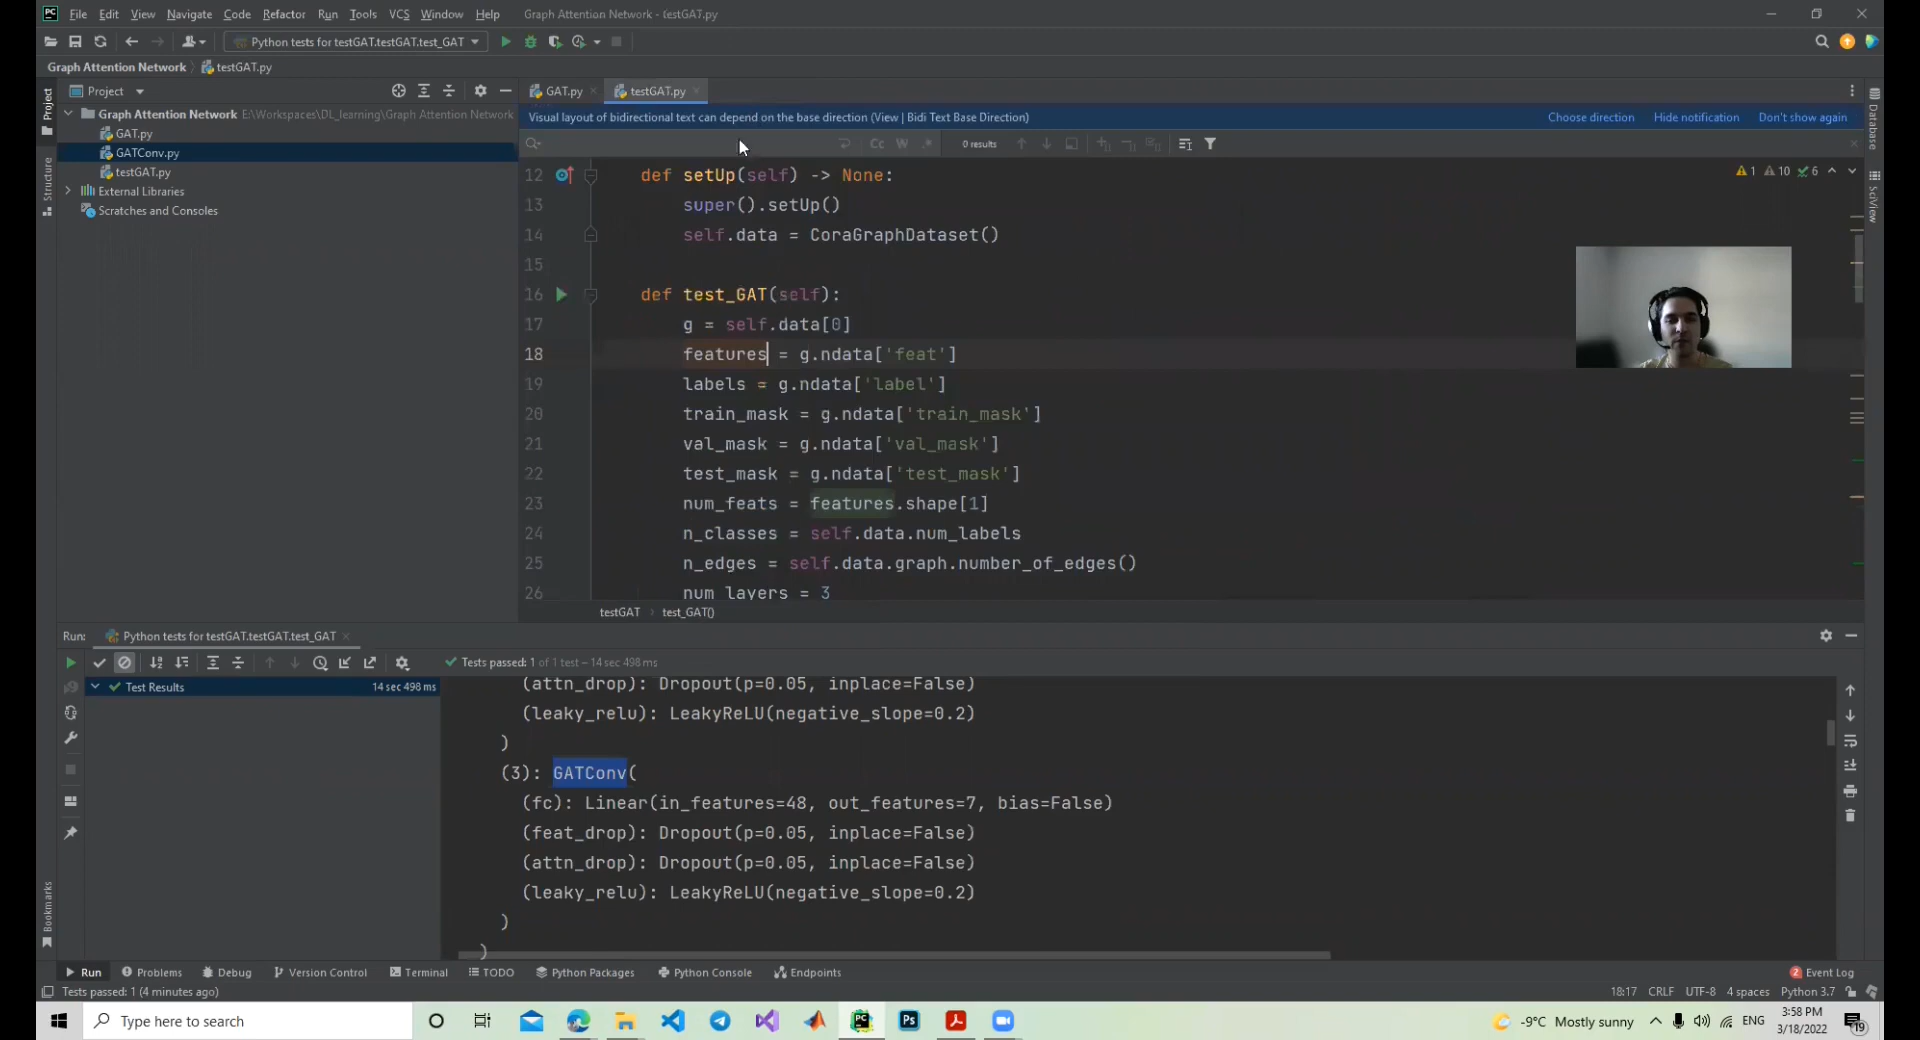 File Edit View Navigate Code Refactor Run Tools VCS Window Help Graph Attention Network - testGAT.py
Python tests for testGAT.testGAT.test_GAT
Graph Attention Network testGAT.py
Project
GAT.py testGAT.py
Graph Attention Network E:\Workspaces\DL_learning\Graph Attention Network
GAT.py
GATConv.py
testGAT.py
External Libraries
Scratches and Consoles
Project
Structure
Bookmarks
Visual layout of bidirectional text can depend on the base direction (View | Bidi Text Base Direction) Choose direction Hide notification Don't show again
Cc W .* 0 results
1 10 6
12 def setUp(self) -> None:
13 super().setUp()
14 self.data = CoraGraphDataset()
15
16 def test_GAT(self):
17 g = self.data[0]
18 features = g.ndata['feat']
19 labels = g.ndata['label']
20 train_mask = g.ndata['train_mask']
21 val_mask = g.ndata['val_mask']
22 test_mask = g.ndata['test_mask']
23 num_feats = features.shape[1]
24 n_classes = self.data.num_labels
25 n_edges = self.data.graph.number_of_edges()
26 num_layers = 3
testGAT test_GAT()
Database
SciView
Run: Python tests for testGAT.testGAT.test_GAT
Tests passed: 1 of 1 test – 14 sec 498 ms
Test Results 14 sec 498 ms
(attn_drop): Dropout(p=0.05, inplace=False)
(leaky_relu): LeakyReLU(negative_slope=0.2)
)
(3): GATConv(
(fc): Linear(in_features=48, out_features=7, bias=False)
(feat_drop): Dropout(p=0.05, inplace=False)
(attn_drop): Dropout(p=0.05, inplace=False)
(leaky_relu): LeakyReLU(negative_slope=0.2)
)
)
Run Problems Debug Version Control Terminal TODO Python Packages Python Console Endpoints 2 Event Log
Tests passed: 1 (4 minutes ago) 18:17 CRLF UTF-8 4 spaces Python 3.7
Type here to search
-9°C Mostly sunny ENG 3:58 PM
3/18/2022
19